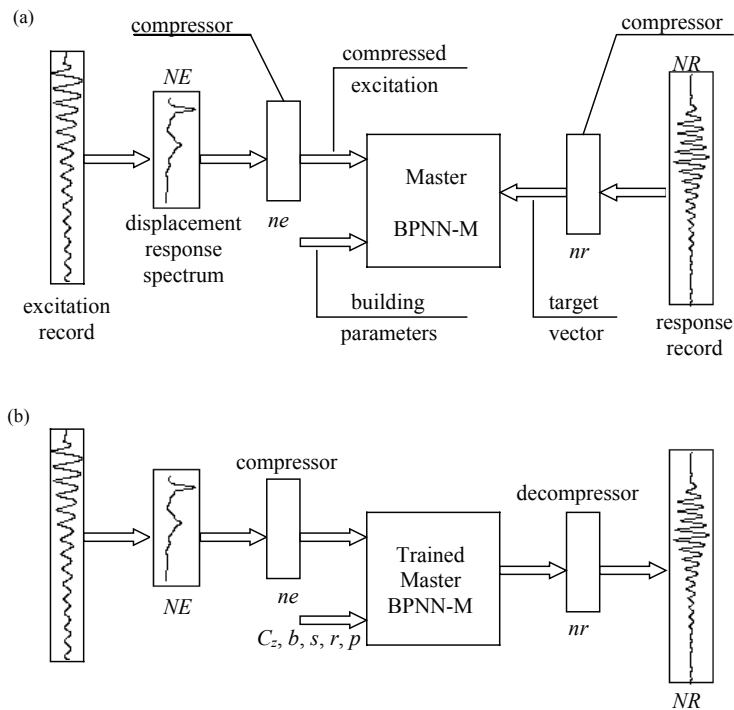 (a)
compressor
compressor
compressed
excitation
NE
NR
Master
BPNN-M
ne
nr
displacement
response
spectrum
excitation
record
building
parameters
target
vector
response
record
(b)
compressor
decompressor
Trained
Master
BPNN-M
NE
ne
nr
Cz, b, s, r, p
NR